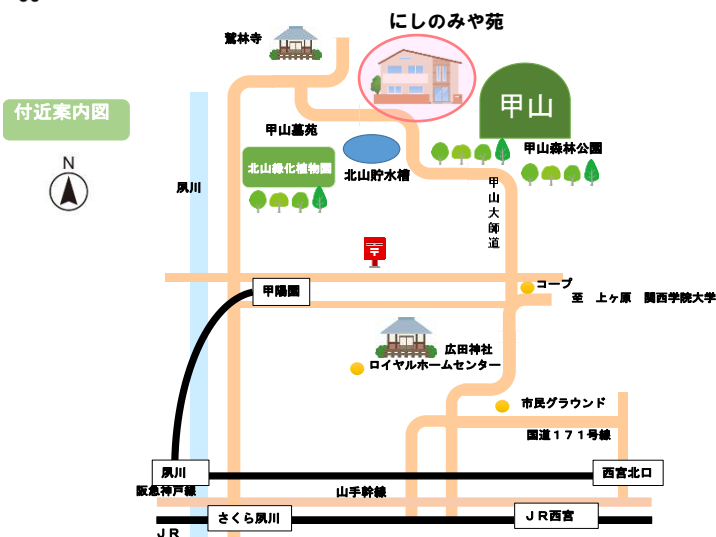 にしのみや苑
鷲林寺
付近案内図
甲山
甲山墓苑
甲山森林公園
北山緑化植物園
北山貯水槽
N
夙川
甲山大師道
〒
コープ
甲陽園
至 上ヶ原 関西学院大学
広田神社
ロイヤルホームセンター
市民グラウンド
国道171号線
夙川
西宮北口
阪急神戸線
山手幹線
さくら夙川
JR西宮
JR